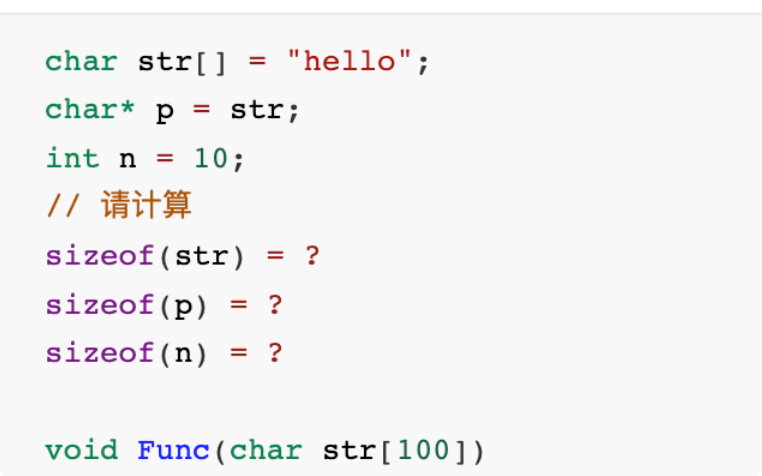 char str[] = "hello";
char* p = str;
int n = 10;
// 请计算
sizeof(str) = ?
sizeof(p) = ?
sizeof(n) = ?
void Func(char str[100])